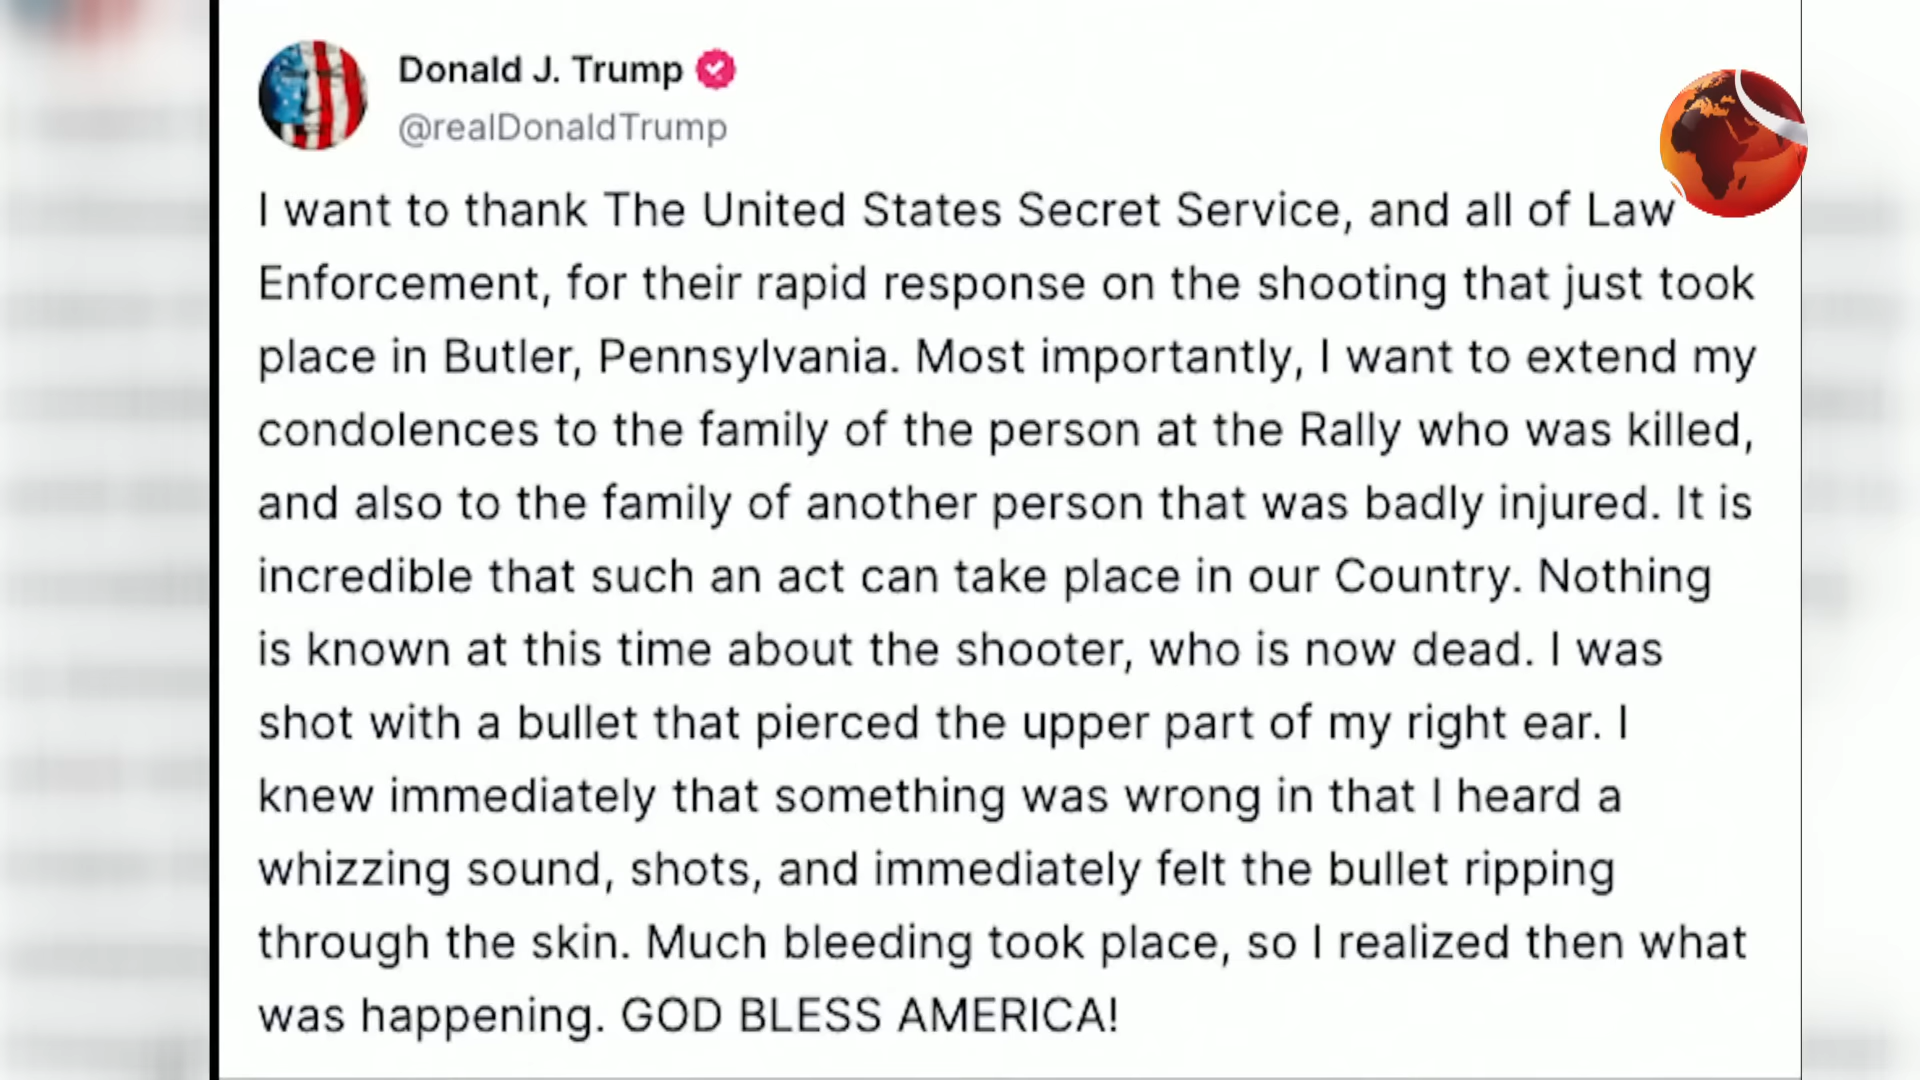 Donald J. Trump
@realDonaldTrump
I want to thank The United States Secret Service, and all of Law
Enforcement, for their rapid response on the shooting that just took
place in Butler, Pennsylvania. Most importantly, I want to extend my
condolences to the family of the person at the Rally who was killed,
and also to the family of another person that was badly injured. It is
incredible that such an act can take place in our Country. Nothing
is known at this time about the shooter, who is now dead. I was
shot with a bullet that pierced the upper part of my right ear. I
knew immediately that something was wrong in that I heard a
whizzing sound, shots, and immediately felt the bullet ripping
through the skin. Much bleeding took place, so I realized then what
was happening. GOD BLESS AMERICA!